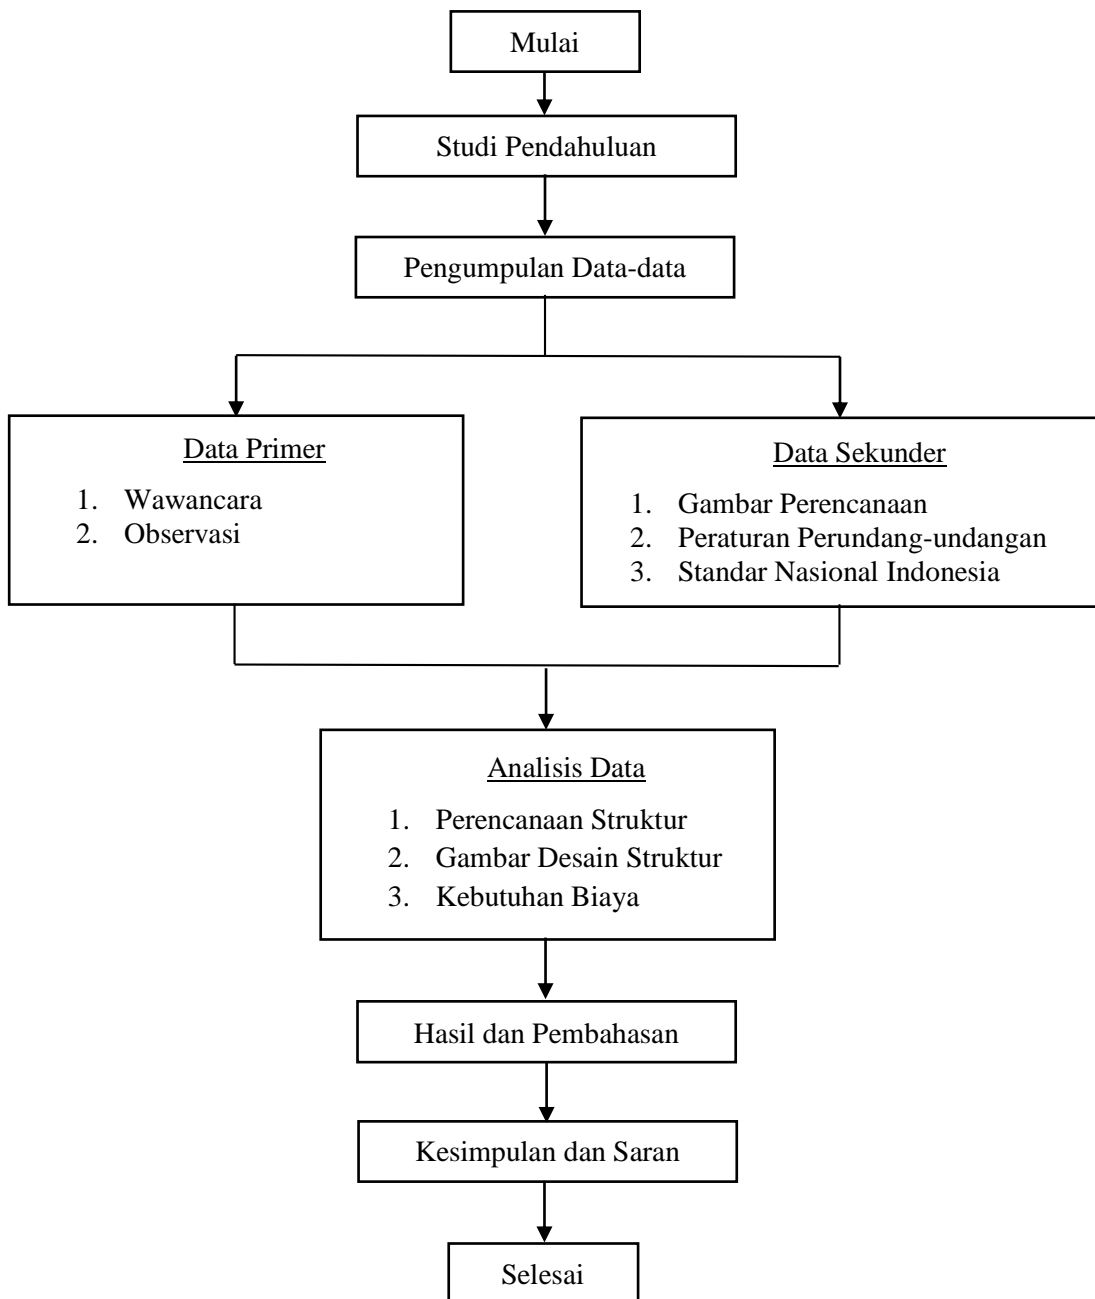 Mulai
Studi Pendahuluan
Pengumpulan Data-data
Data Primer
1. Wawancara
2. Observasi
Data Sekunder
1. Gambar Perencanaan
2. Peraturan Perundang-undangan
3. Standar Nasional Indonesia
Analisis Data
1. Perencanaan Struktur
2. Gambar Desain Struktur
3. Kebutuhan Biaya
Hasil dan Pembahasan
Kesimpulan dan Saran
Selesai